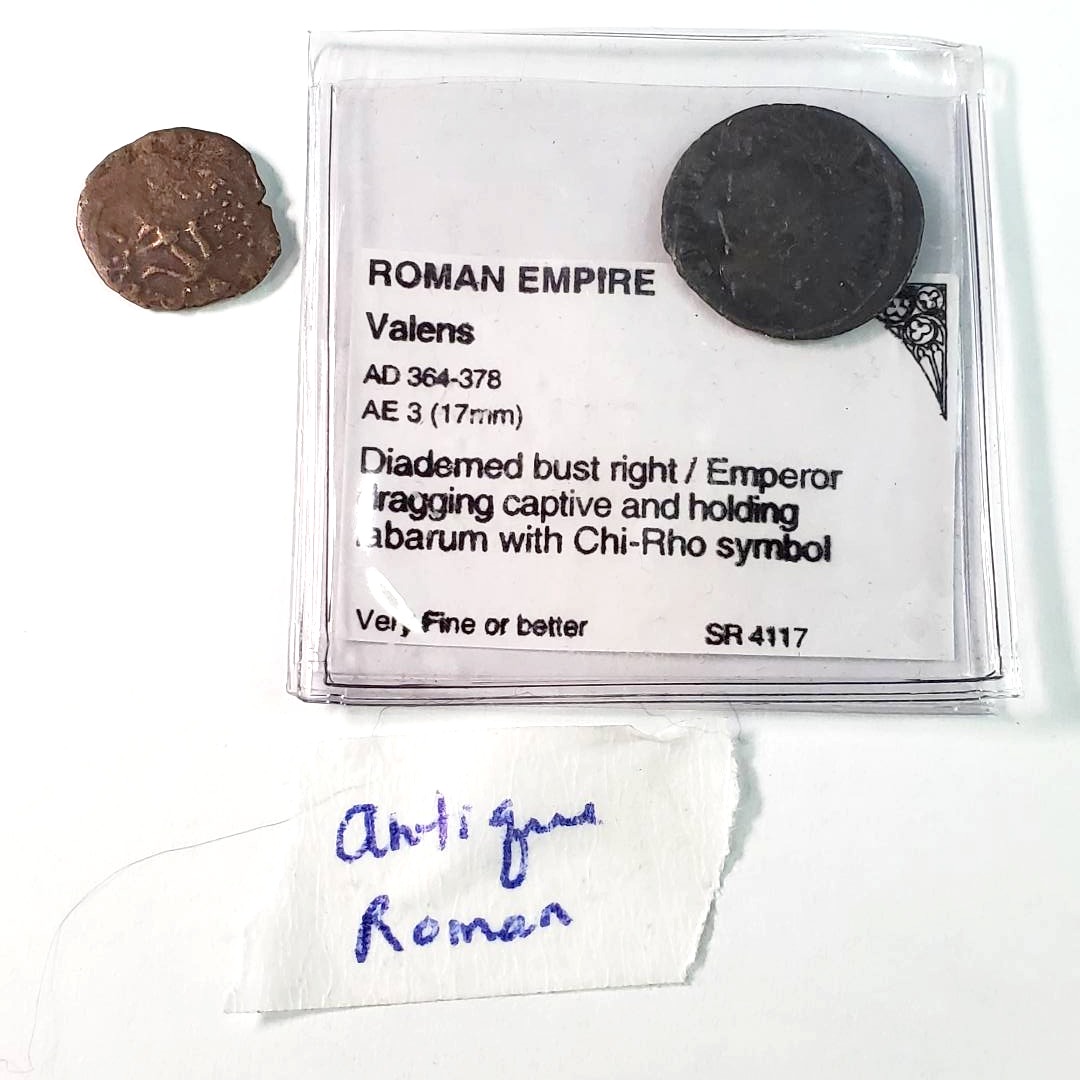 ROMAN EMPIRE
Valens
AD 364-378
AE 3 (17mm)
Diademed bust right / Emperor
dragging captive and holding
labarum with Chi-Rho symbol
Very Fine or better SR 4117
Antique
Roman